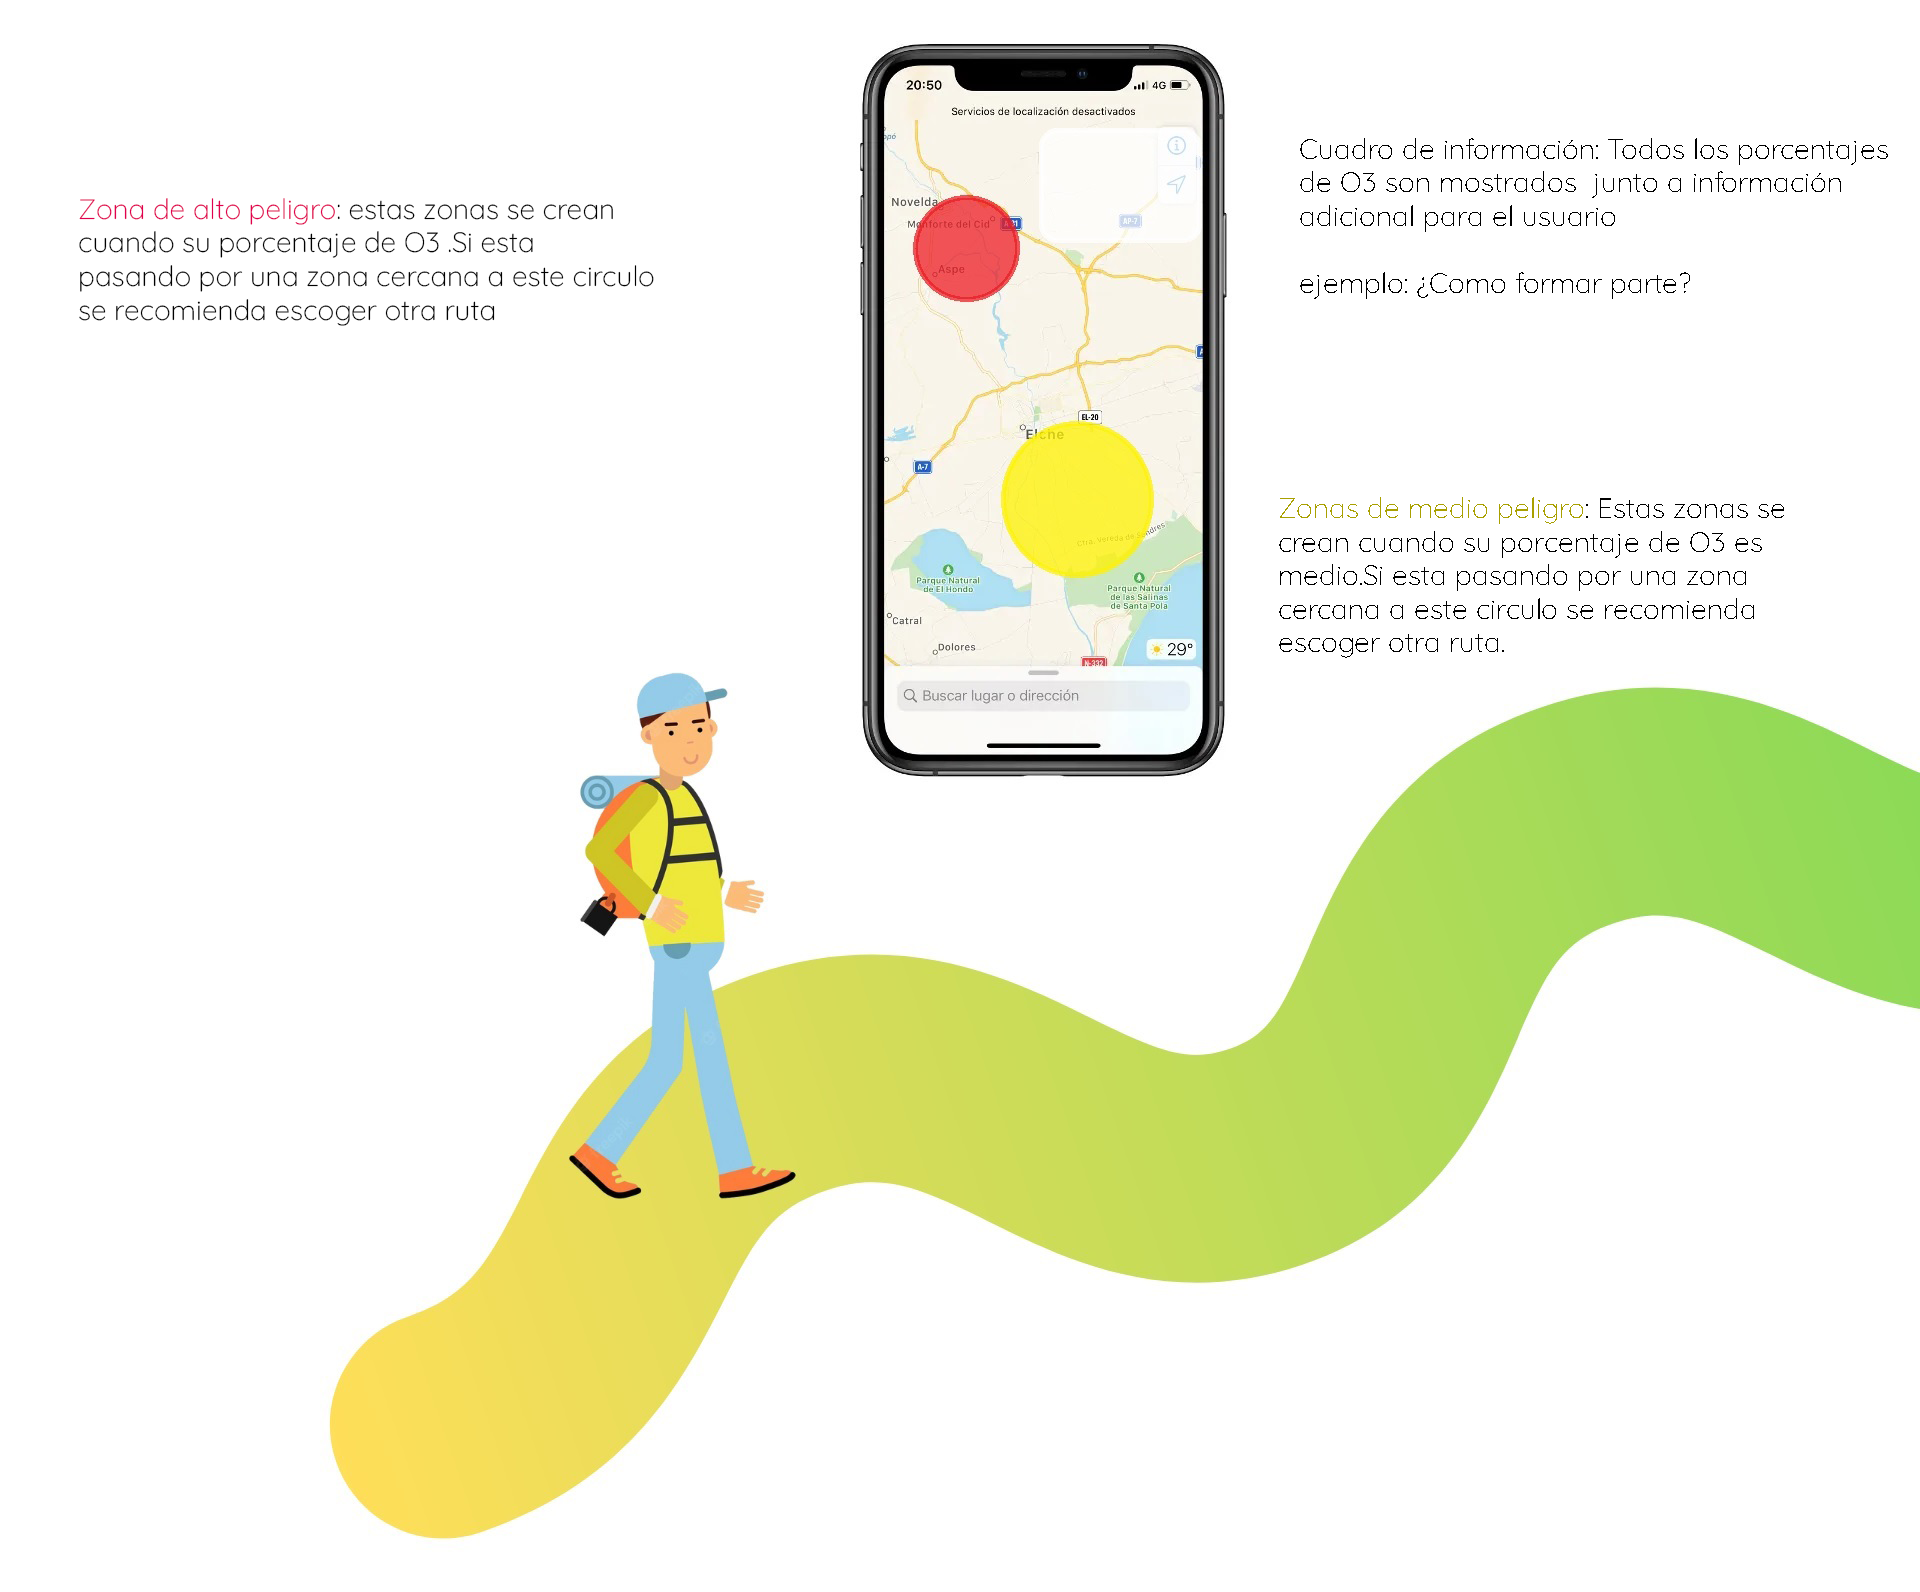 20:50
4G
Servicios de localización desactivados
Novelda
Monforte del Cid
AP-7
Aspe
EL-20
Elche
A-7
Parque Natural
de El Hondo
Parque Natural
de las Salinas
de Santa Pola
Catral
Dolores
N-332
29°
Buscar lugar o dirección
Zona de alto peligro: estas zonas se crean
cuando su porcentaje de O3 .Si esta
pasando por una zona cercana a este circulo
se recomienda escoger otra ruta
Cuadro de información: Todos los porcentajes
de O3 son mostrados  junto a información
adicional para el usuario
ejemplo: ¿Como formar parte?
Zonas de medio peligro: Estas zonas se
crean cuando su porcentaje de O3 es
medio.Si esta pasando por una zona
cercana a este circulo se recomienda
escoger otra ruta.